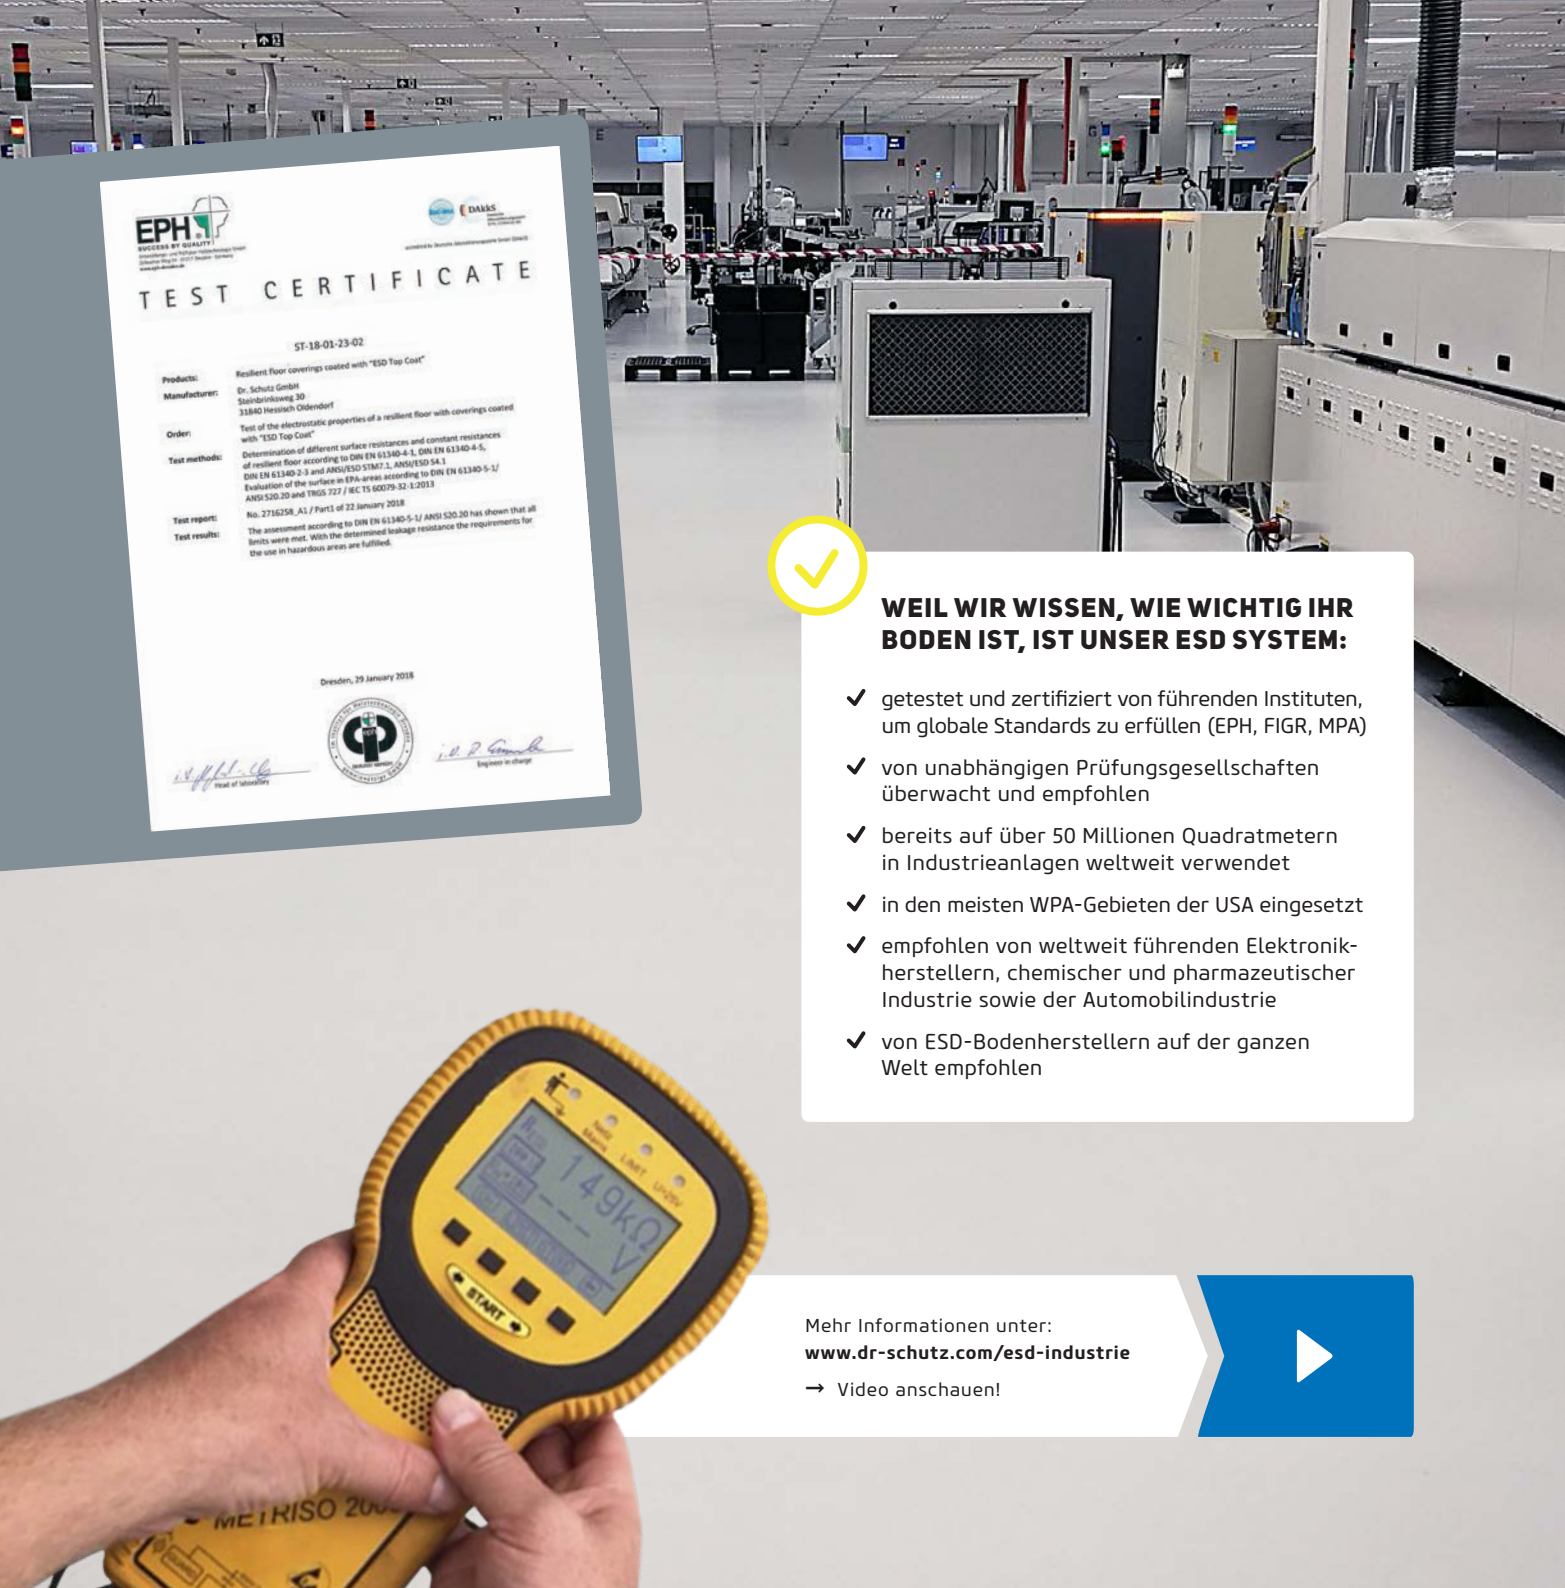 EPH
SUCCESS BY QUALITY
DAkkS
TEST CERTIFICATE
ST-18-01-23-02
Products: Resilient floor coverings coated with "ESD Top Coat"
Manufacturer: Dr. Schutz GmbH
Steinbrinksweg 30
31840 Hessisch Oldendorf
Order: Test of the electrostatic properties of a resilient floor with coverings coated
with "ESD Top Coat"
Test methods: Determination of different surface resistances and constant resistances
of resilient floor according to DIN EN 61340-4-1, DIN EN 61340-4-5,
DIN EN 61340-2-3 and ANSI/ESD STM7.1, ANSI/ESD S4.1
Evaluation of the surface in EPA-areas according to DIN EN 61340-5-1/
ANSI S20.20 and TRGS 727 / IEC TS 60079-32-1:2013
Test report: No. 2716258_A1 / Part1 of 22 January 2018
Test results: The assessment according to DIN EN 61340-5-1/ ANSI S20.20 has shown that all
limits were met. With the determined leakage resistance the requirements for
the use in hazardous areas are fulfilled.
Dresden, 29 January 2018
eph
Head of laboratory
Engineer in charge
WEIL WIR WISSEN, WIE WICHTIG IHR
BODEN IST, IST UNSER ESD SYSTEM:
getestet und zertifiziert von führenden Instituten,
um globale Standards zu erfüllen (EPH, FIGR, MPA)
von unabhängigen Prüfungsgesellschaften
überwacht und empfohlen
bereits auf über 50 Millionen Quadratmetern
in Industrieanlagen weltweit verwendet
in den meisten WPA-Gebieten der USA eingesetzt
empfohlen von weltweit führenden Elektronik-
herstellern, chemischer und pharmazeutischer
Industrie sowie der Automobilindustrie
von ESD-Bodenherstellern auf der ganzen
Welt empfohlen
LIMIT
149kΩ
--- V
START
METRISO
Mehr Informationen unter:
www.dr-schutz.com/esd-industrie
→ Video anschauen!